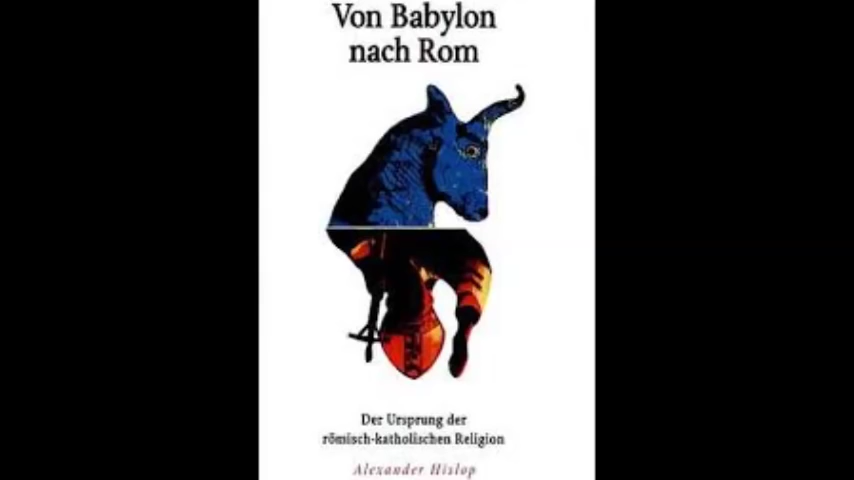 Von Babylon
nach Rom
Der Ursprung der
römisch-katholischen Religion
Alexander Hislop